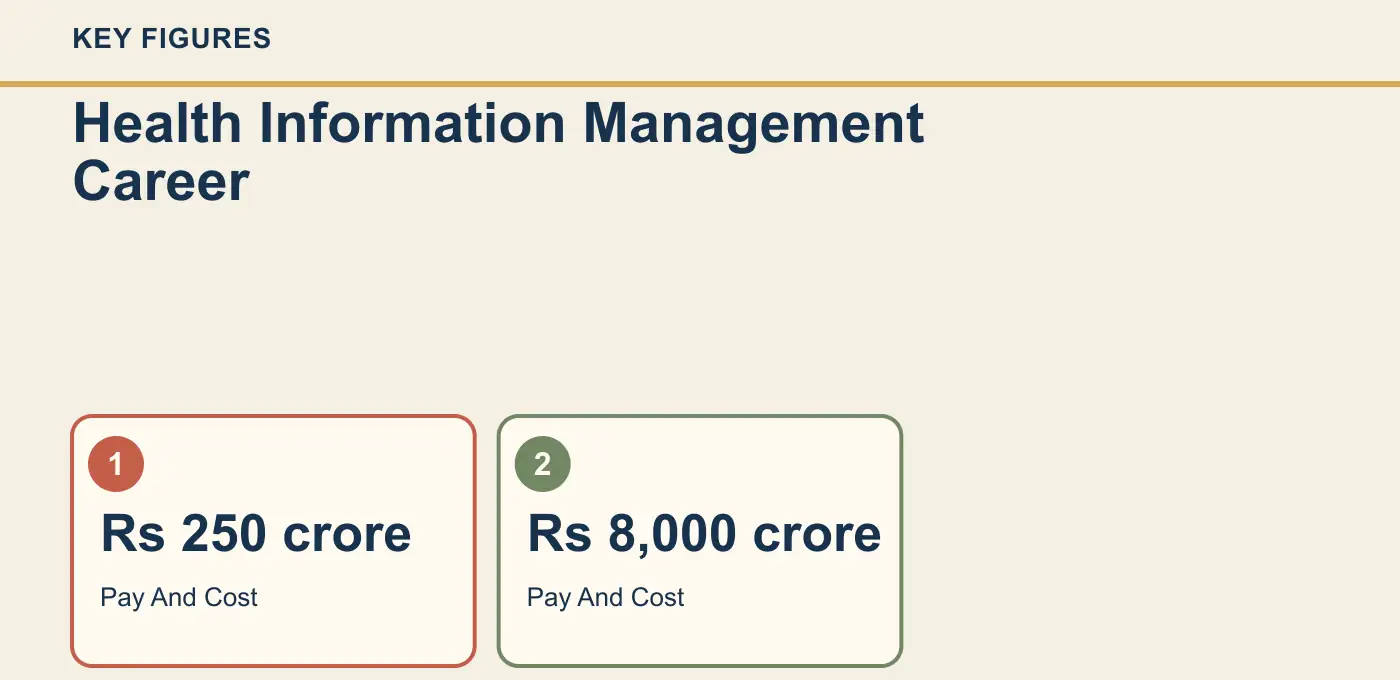 KEY FIGURES
Health Information Management
Career
1
Rs 250 crore
Pay And Cost
2
Rs 8,000 crore
Pay And Cost